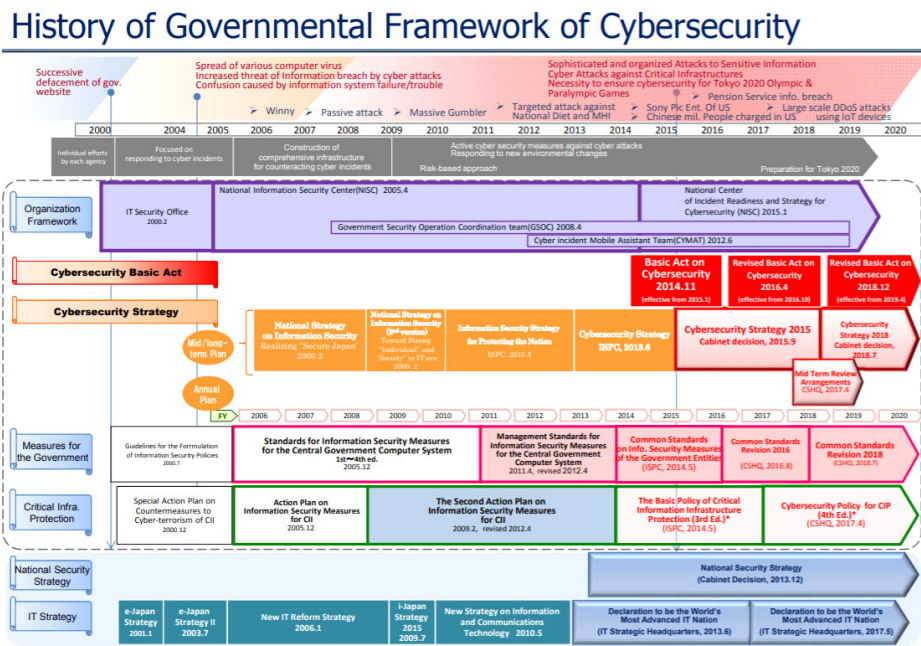 History of Governmental Framework of Cybersecurity
Successive
defacement of gov.
website
Spread of various computer virus
Increased threat of Information breach by cyber attacks
Confusion caused by information system failure/trouble
Sophisticated and organized Attacks to Sensitive Information
Cyber Attacks against Critical Infrastructures
Necessity to ensure cybersecurity for Tokyo 2020 Olympic &
Paralympic Games
➢ Pension Service info. breach
➢ Winny
➢ Passive attack
➢ Massive Gumbler
➢ Targeted attack against
National Diet and MHI
➢ Sony Pic Ent. Of US
➢ Chinese mil. People charged in US
➢ Large scale DDoS attacks
using IoT devices
2000 2004 2005 2006 2007 2008 2009 2010 2011 2012 2013 2014 2015 2016 2017 2018 2019 2020
Individual efforts
by each agency
Focused on
responding to cyber incidents
Construction of
comprehensive infrastructure
for counteracting cyber incidents
Active cyber security measures against cyber attacks
Responding to new environmental changes
Risk-based approach
Preparation for Tokyo 2020
Organization
Framework
IT Security Office
2000.2
National Information Security Center(NISC) 2005.4
National Center
of Incident Readiness and Strategy for
Cybersecurity (NISC) 2015.1
Government Security Operation Coordination team(GSOC) 2008.4
Cyber incident Mobile Assistant Team(CYMAT) 2012.6
Cybersecurity Basic Act
Basic Act on
Cybersecurity
2014.11
(effective from 2015.1)
Revised Basic Act on
Cybersecurity
2016.4
(effective from 2016.10)
Revised Basic Act on
Cybersecurity
2018.12
(effective from 2019.4)
Cybersecurity Strategy
Mid/long-
term Plan
National Strategy
on Information Security
Realizing "Secure Japan"
2006.2
National Strategy on
Information Security
(2nd version)
Toward Strong
"Individual" and
"Society" in IT era
2009. 2
Information Security Strategy
for Protecting the Nation
ISPC, 2010.5
Cybersecurity Strategy
ISPC, 2013.6
Cybersecurity Strategy 2015
Cabinet decision, 2015.9
Cybersecurity
Strategy 2018
Cabinet decision,
2018.7
Mid Term Review
Arrangements
CSHQ, 2017.4
Annual
Plan
FY 2006 2007 2008 2009 2010 2011 2012 2013 2014 2015 2016 2017 2018 2019 2020
Measures for
the Government
Guidelines for the Formmulation
of Information Security Policies
2000.7
Standards for Information Security Measures
for the Central Government Computer System
1st~4th ed.
2005.12
Management Standards for
Information Security Measures
for the Central Government
Computer System
2011.4, revised 2012.4
Common Standards
on Info. Security Measures
of the Government Entities
(ISPC, 2014.5)
Common Standards
Revision 2016
(CSHQ, 2016.8)
Common Standards
Revision 2018
(CSHQ, 2018.7)
Critical Infra.
Protection
Special Action Plan on
Countermeasures to
Cyber-terrorism of CII
2000.12
Action Plan on
Information Security Measures
for CII
2005.12
The Second Action Plan on
Information Security Measures
for CII
2009.2, revised 2012.4
The Basic Policy of Critical
Information Infrastructure
Protection (3rd Ed.)*
(ISPC, 2014.5)
Cybersecurity Policy for CIP
(4th Ed.)*
(CSHQ, 2017.4)
National Security
Strategy
National Security Strategy
(Cabinet Decision, 2013.12)
IT Strategy
e-Japan
Strategy
2001.1
e-Japan
Strategy II
2003.7
New IT Reform Strategy
2006.1
i-Japan
Strategy
2015
2009.7
New Strategy on Information
and Communications
Technology 2010.5
Declaration to be the World's
Most Advanced IT Nation
(IT Strategic Headquarters, 2013.6)
Declaration to be the World's
Most Advanced IT Nation
(IT Strategic Headquarters, 2017.5)